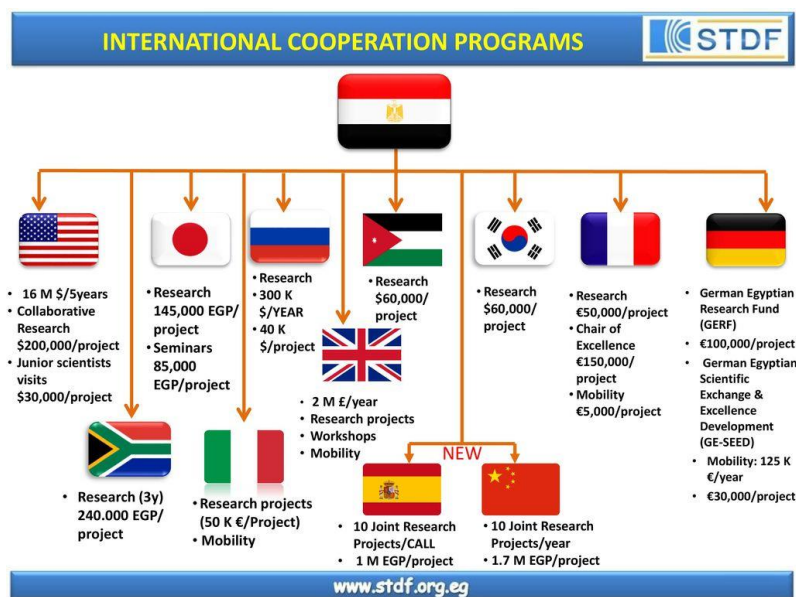 INTERNATIONAL COOPERATION PROGRAMS
STDF
• 16 M $/5years
• Collaborative
Research
$200,000/project
• Junior scientists
visits
$30,000/project
• Research
145,000 EGP/
project
• Seminars
85,000
EGP/project
• Research
• 300 K
$/YEAR
• 40 K
$/project
• Research
$60,000/
project
• Research
$60,000/
project
• Research
€50,000/project
• Chair of
Excellence
€150,000/
project
• Mobility
€5,000/project
• German Egyptian
Research Fund
(GERF)
• €100,000/project
• German Egyptian
Scientific
Exchange &
Excellence
Development
(GE-SEED)
• Mobility: 125 K
€/year
• €30,000/project
• 2 M £/year
• Research projects
• Workshops
• Mobility
• Research (3y)
240.000 EGP/
project
• Research projects
(50 K €/Project)
• Mobility
NEW
• 10 Joint Research
Projects/CALL
• 1 M EGP/project
• 10 Joint Research
Projects/year
• 1.7 M EGP/project
www.stdf.org.eg